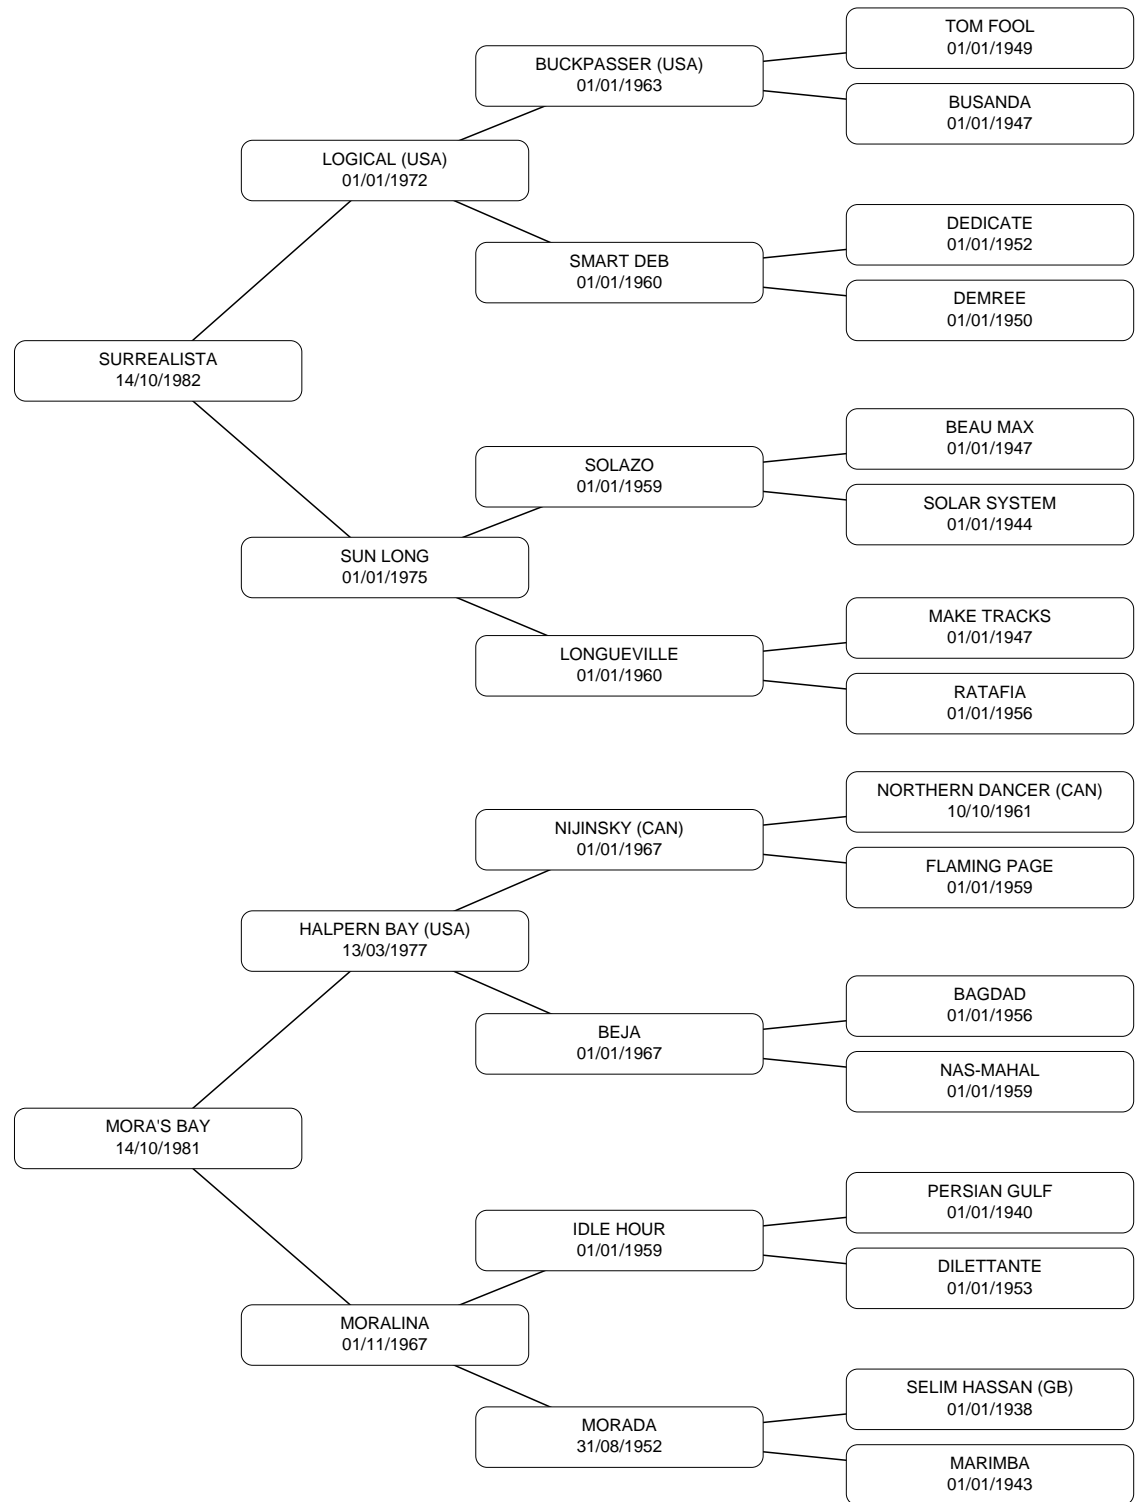 TOM FOOL
01/01/1949
BUCKPASSER (USA)
01/01/1963
BUSANDA
01/01/1947
LOGICAL (USA)
01/01/1972
DEDICATE
01/01/1952
SMART DEB
01/01/1960
DEMREE
01/01/1950
SURREALISTA
14/10/1982
BEAU MAX
01/01/1947
SOLAZO
01/01/1959
SOLAR SYSTEM
01/01/1944
SUN LONG
01/01/1975
MAKE TRACKS
01/01/1947
LONGUEVILLE
01/01/1960
RATAFIA
01/01/1956
NORTHERN DANCER (CAN)
10/10/1961
NIJINSKY (CAN)
01/01/1967
FLAMING PAGE
01/01/1959
HALPERN BAY (USA)
13/03/1977
BAGDAD
01/01/1956
BEJA
01/01/1967
NAS-MAHAL
01/01/1959
MORA'S BAY
14/10/1981
PERSIAN GULF
01/01/1940
IDLE HOUR
01/01/1959
DILETTANTE
01/01/1953
MORALINA
01/11/1967
SELIM HASSAN (GB)
01/01/1938
MORADA
31/08/1952
MARIMBA
01/01/1943